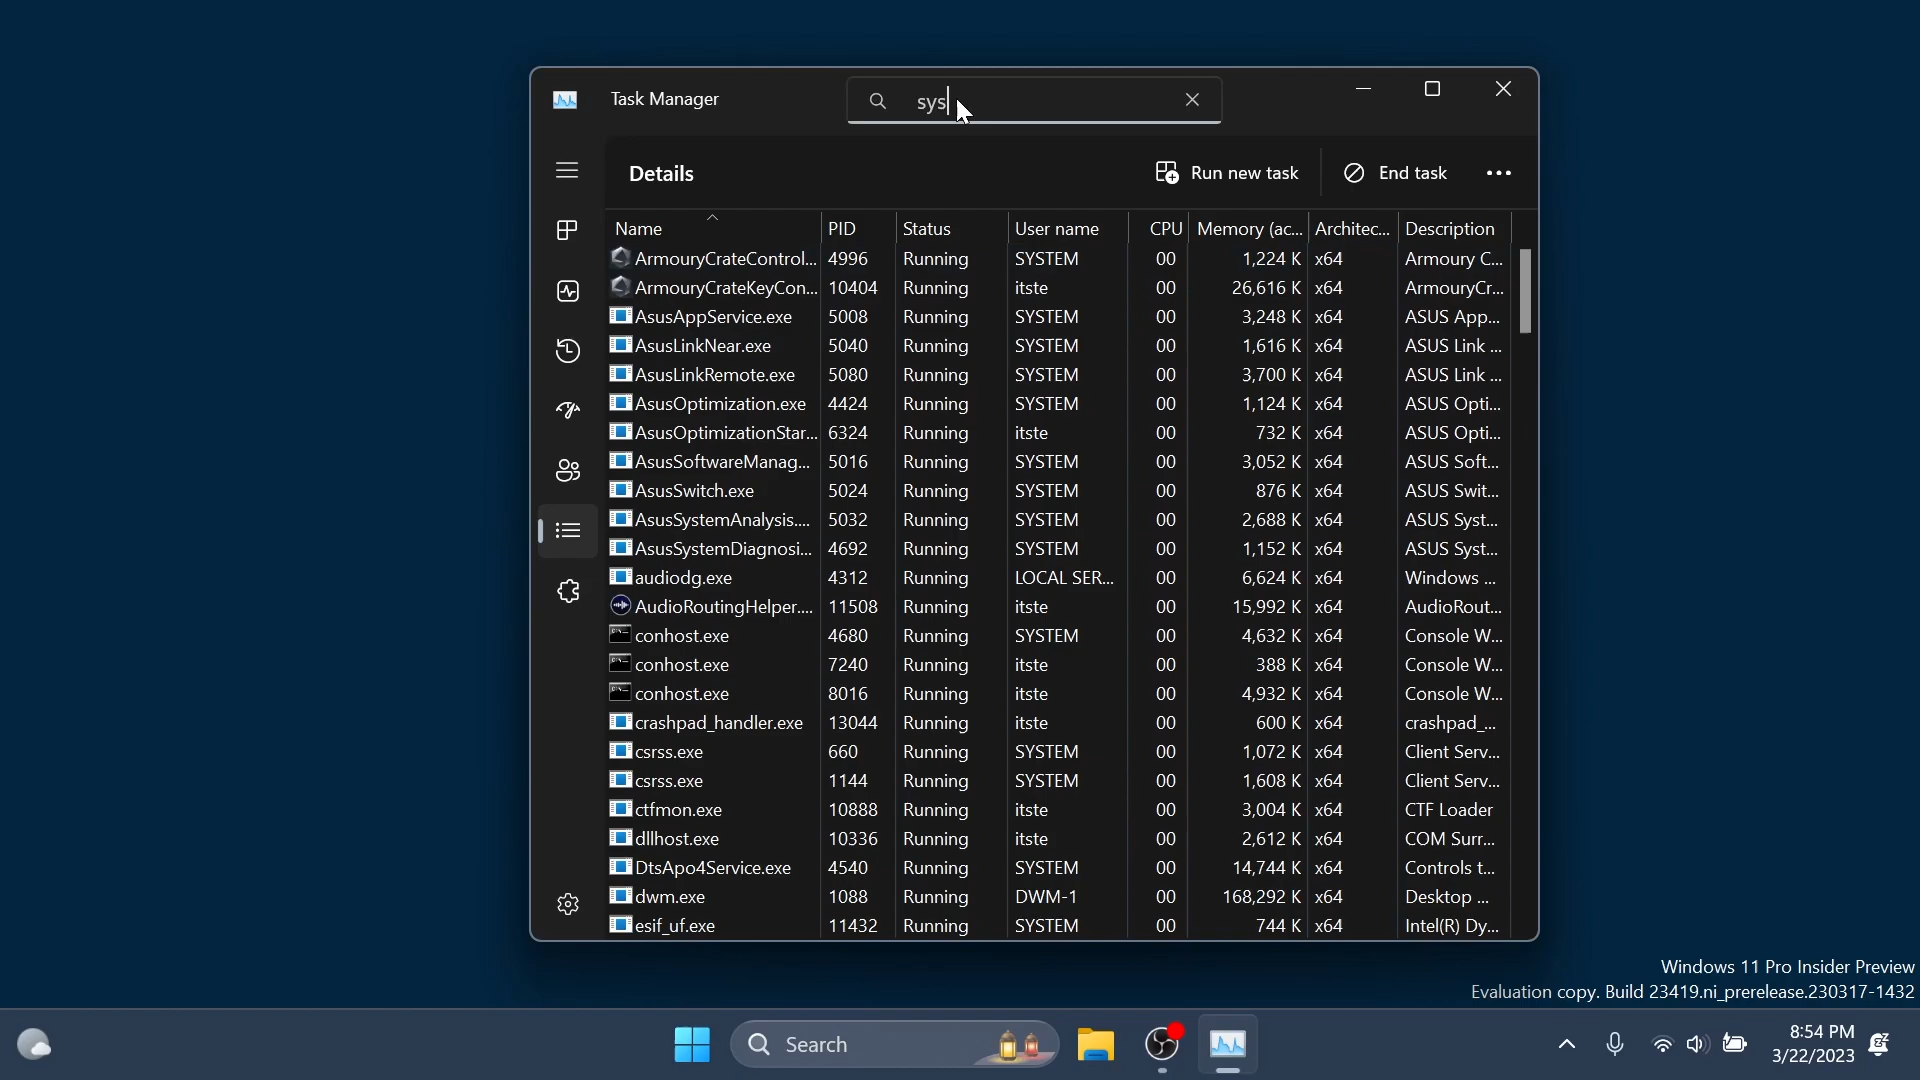 Task Manager
sys
Details
Run new task
End task
Name PID Status User name CPU Memory (ac... Architec... Description
ArmouryCrateControl... 4996 Running SYSTEM 00 1,224 K x64 Armoury C...
ArmouryCrateKeyCon... 10404 Running itste 00 26,616 K x64 ArmouryCr...
AsusAppService.exe 5008 Running SYSTEM 00 3,248 K x64 ASUS App...
AsusLinkNear.exe 5040 Running SYSTEM 00 1,616 K x64 ASUS Link ...
AsusLinkRemote.exe 5080 Running SYSTEM 00 3,700 K x64 ASUS Link ...
AsusOptimization.exe 4424 Running SYSTEM 00 1,124 K x64 ASUS Opti...
AsusOptimizationStar... 6324 Running itste 00 732 K x64 ASUS Opti...
AsusSoftwareManag... 5016 Running SYSTEM 00 3,052 K x64 ASUS Soft...
AsusSwitch.exe 5024 Running SYSTEM 00 876 K x64 ASUS Swit...
AsusSystemAnalysis.... 5032 Running SYSTEM 00 2,688 K x64 ASUS Syst...
AsusSystemDiagnosi... 4692 Running SYSTEM 00 1,152 K x64 ASUS Syst...
audiodg.exe 4312 Running LOCAL SER... 00 6,624 K x64 Windows ...
AudioRoutingHelper.... 11508 Running itste 00 15,992 K x64 AudioRout...
conhost.exe 4680 Running SYSTEM 00 4,632 K x64 Console W...
conhost.exe 7240 Running itste 00 388 K x64 Console W...
conhost.exe 8016 Running itste 00 4,932 K x64 Console W...
crashpad_handler.exe 13044 Running itste 00 600 K x64 crashpad_...
csrss.exe 660 Running SYSTEM 00 1,072 K x64 Client Serv...
csrss.exe 1144 Running SYSTEM 00 1,608 K x64 Client Serv...
ctfmon.exe 10888 Running itste 00 3,004 K x64 CTF Loader
dllhost.exe 10336 Running itste 00 2,612 K x64 COM Surr...
DtsApo4Service.exe 4540 Running SYSTEM 00 14,744 K x64 Controls t...
dwm.exe 1088 Running DWM-1 00 168,292 K x64 Desktop ...
esif_uf.exe 11432 Running SYSTEM 00 744 K x64 Intel(R) Dy...
Windows 11 Pro Insider Preview
Evaluation copy. Build 23419.ni_prerelease.230317-1432
Search
8:54 PM
3/22/2023